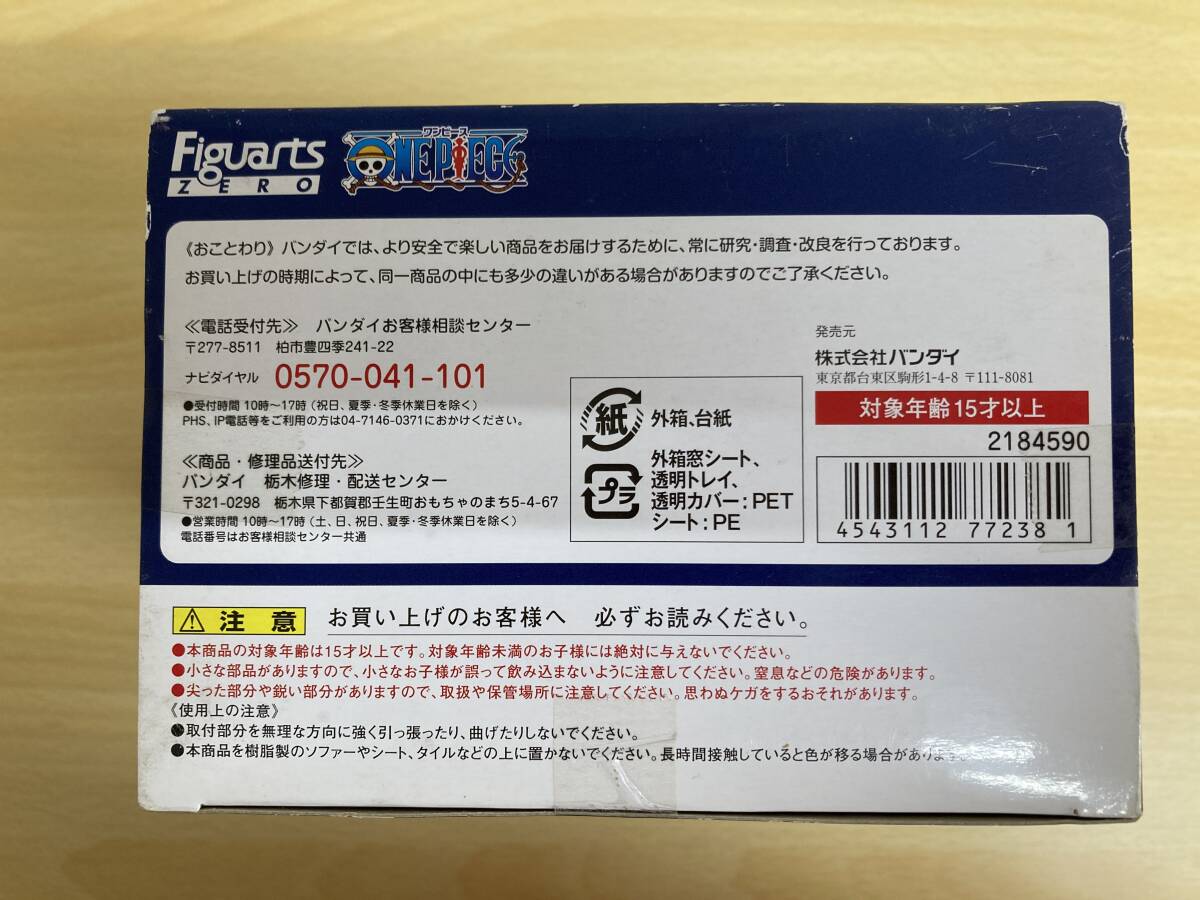 Figuarts
ZERO
ワンピース
ONE PIECE
《おことわり》バンダイでは、より安全で楽しい商品をお届けするために、常に研究・調査・改良を行っております。
お買い上げの時期によって、同一商品の中にも多少の違いがある場合がありますのでご了承ください。
≪電話受付先≫ バンダイお客様相談センター
〒277-8511 柏市豊四季241-22
ナビダイヤル 0570-041-101
●受付時間 10時〜17時(祝日、夏季・冬季休業日を除く)
PHS、IP電話等をご利用の方は04-7146-0371におかけください。
≪商品・修理品送付先≫
バンダイ 栃木修理・配送センター
〒321-0298 栃木県下都賀郡壬生町おもちゃのまち5-4-67
●営業時間 10時〜17時(土、日、祝日、夏季・冬季休業日を除く)
電話番号はお客様相談センター共通
紙 外箱、台紙
プラ 外箱窓シート、
透明トレイ、
透明カバー:PET
シート:PE
発売元
株式会社バンダイ
東京都台東区駒形1-4-8 〒111-8081
対象年齢15才以上
2184590
4543112 77238 1
注意 お買い上げのお客様へ 必ずお読みください。
●本商品の対象年齢は15才以上です。対象年齢未満のお子様には絶対に与えないでください。
●小さな部品がありますので、小さなお子様が誤って飲み込まないように注意してください。窒息などの危険があります。
●尖った部分や鋭い部分がありますので、取扱や保管場所に注意してください。思わぬケガをするおそれがあります。
《使用上の注意》
●取付部分を無理な方向に強く引っ張ったり、曲げたりしないでください。
●本商品を樹脂製のソファーやシート、タイルなどの上に置かないでください。長時間接触していると色が移る場合があります。